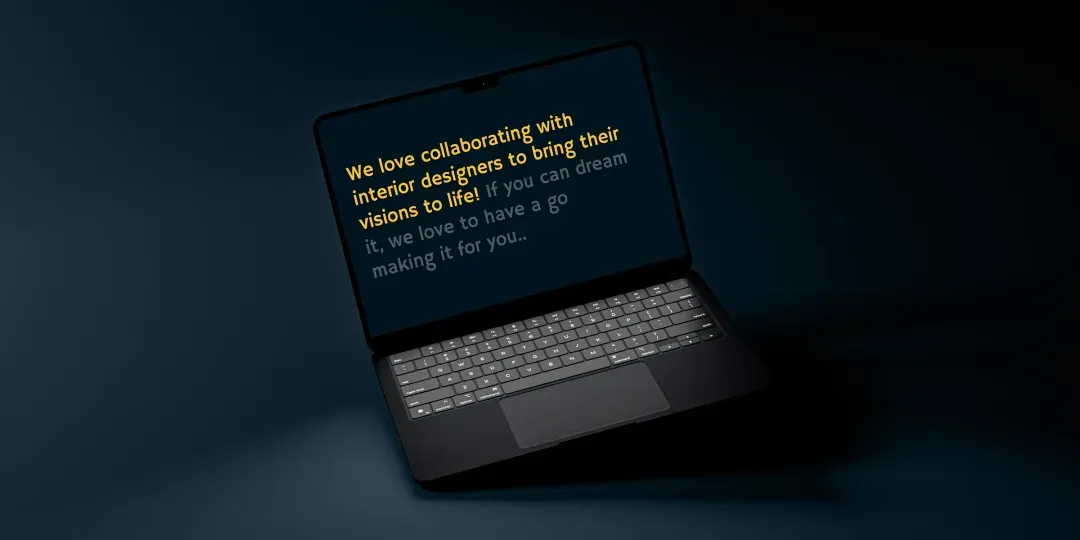 We love collaborating with
interior designers to bring their
visions to life! If you can dream
it, we love to have a go
making it for you..